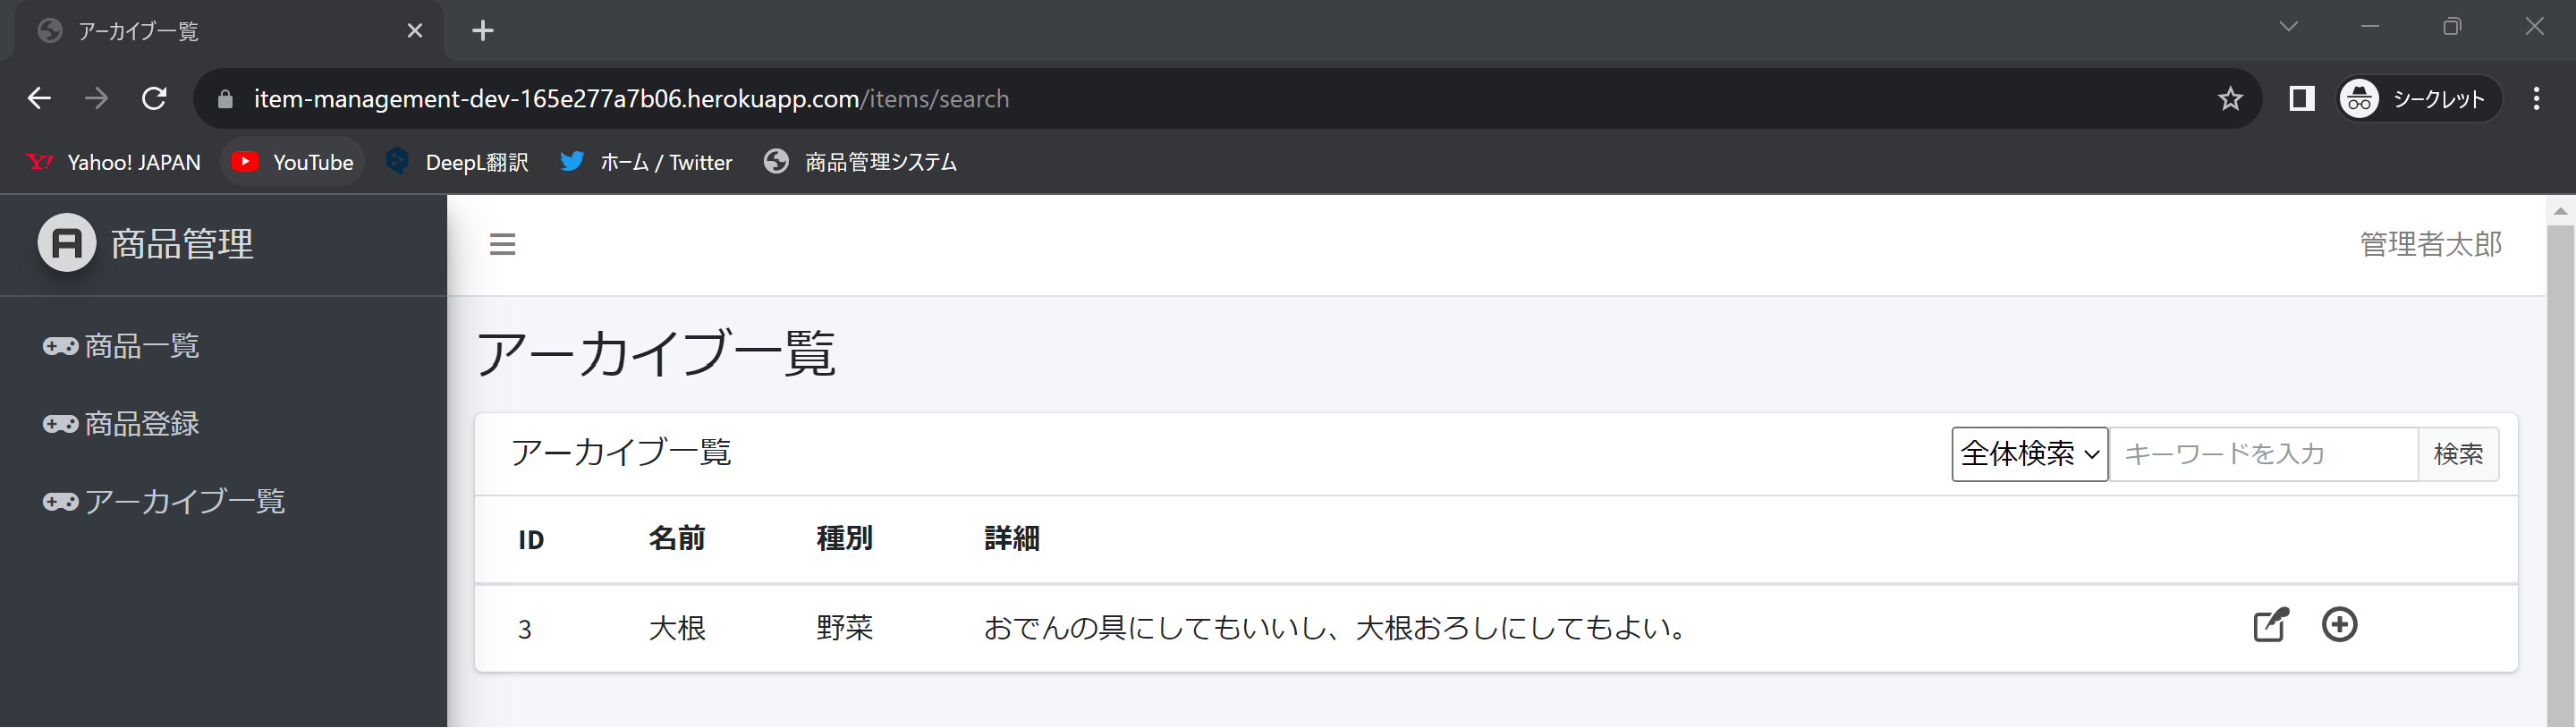 アーカイブ一覧
item-management-dev-165e277a7b06.herokuapp.com/items/search
シークレット
Yahoo! JAPAN
YouTube
DeepL翻訳
ホーム / Twitter
商品管理システム
A 商品管理
管理者太郎
商品一覧
商品登録
アーカイブ一覧
アーカイブ一覧
アーカイブ一覧
全体検索
キーワードを入力
検索
ID 名前 種別 詳細
3 大根 野菜 おでんの具にしてもいいし、大根おろしにしてもよい。